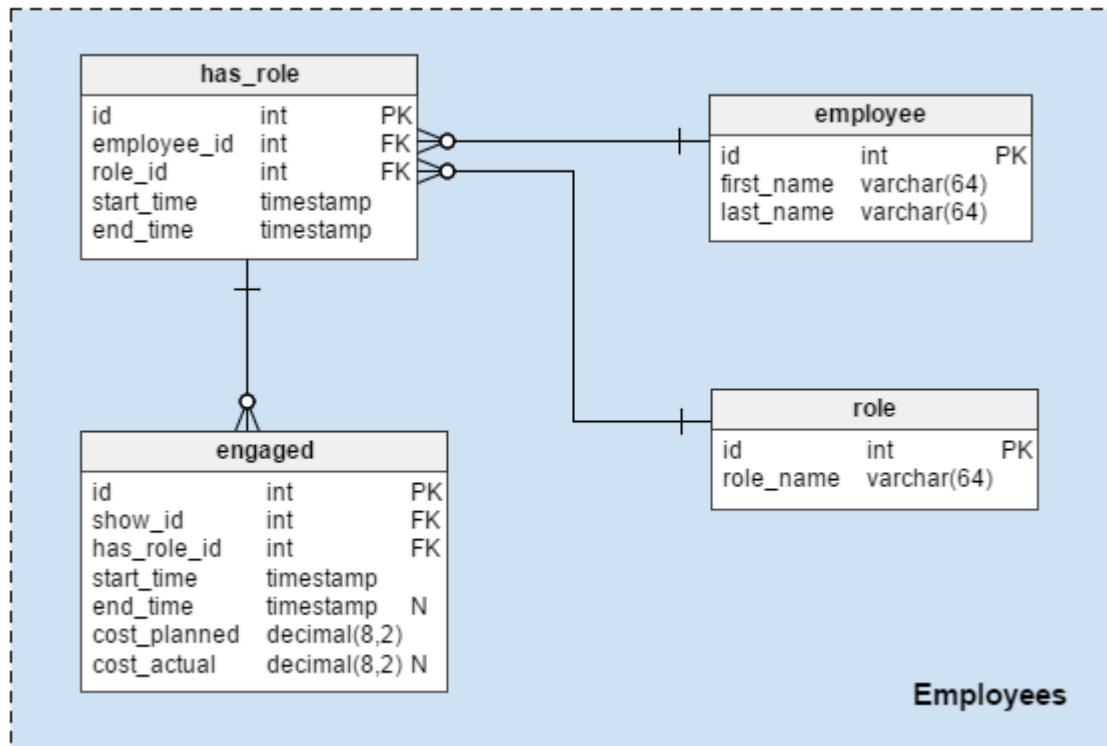 has_role
id int PK
employee_id int FK
role_id int FK
start_time timestamp
end_time timestamp
employee
id int PK
first_name varchar(64)
last_name varchar(64)
role
id int PK
role_name varchar(64)
engaged
id int PK
show_id int FK
has_role_id int FK
start_time timestamp
end_time timestamp N
cost_planned decimal(8,2)
cost_actual decimal(8,2) N
Employees